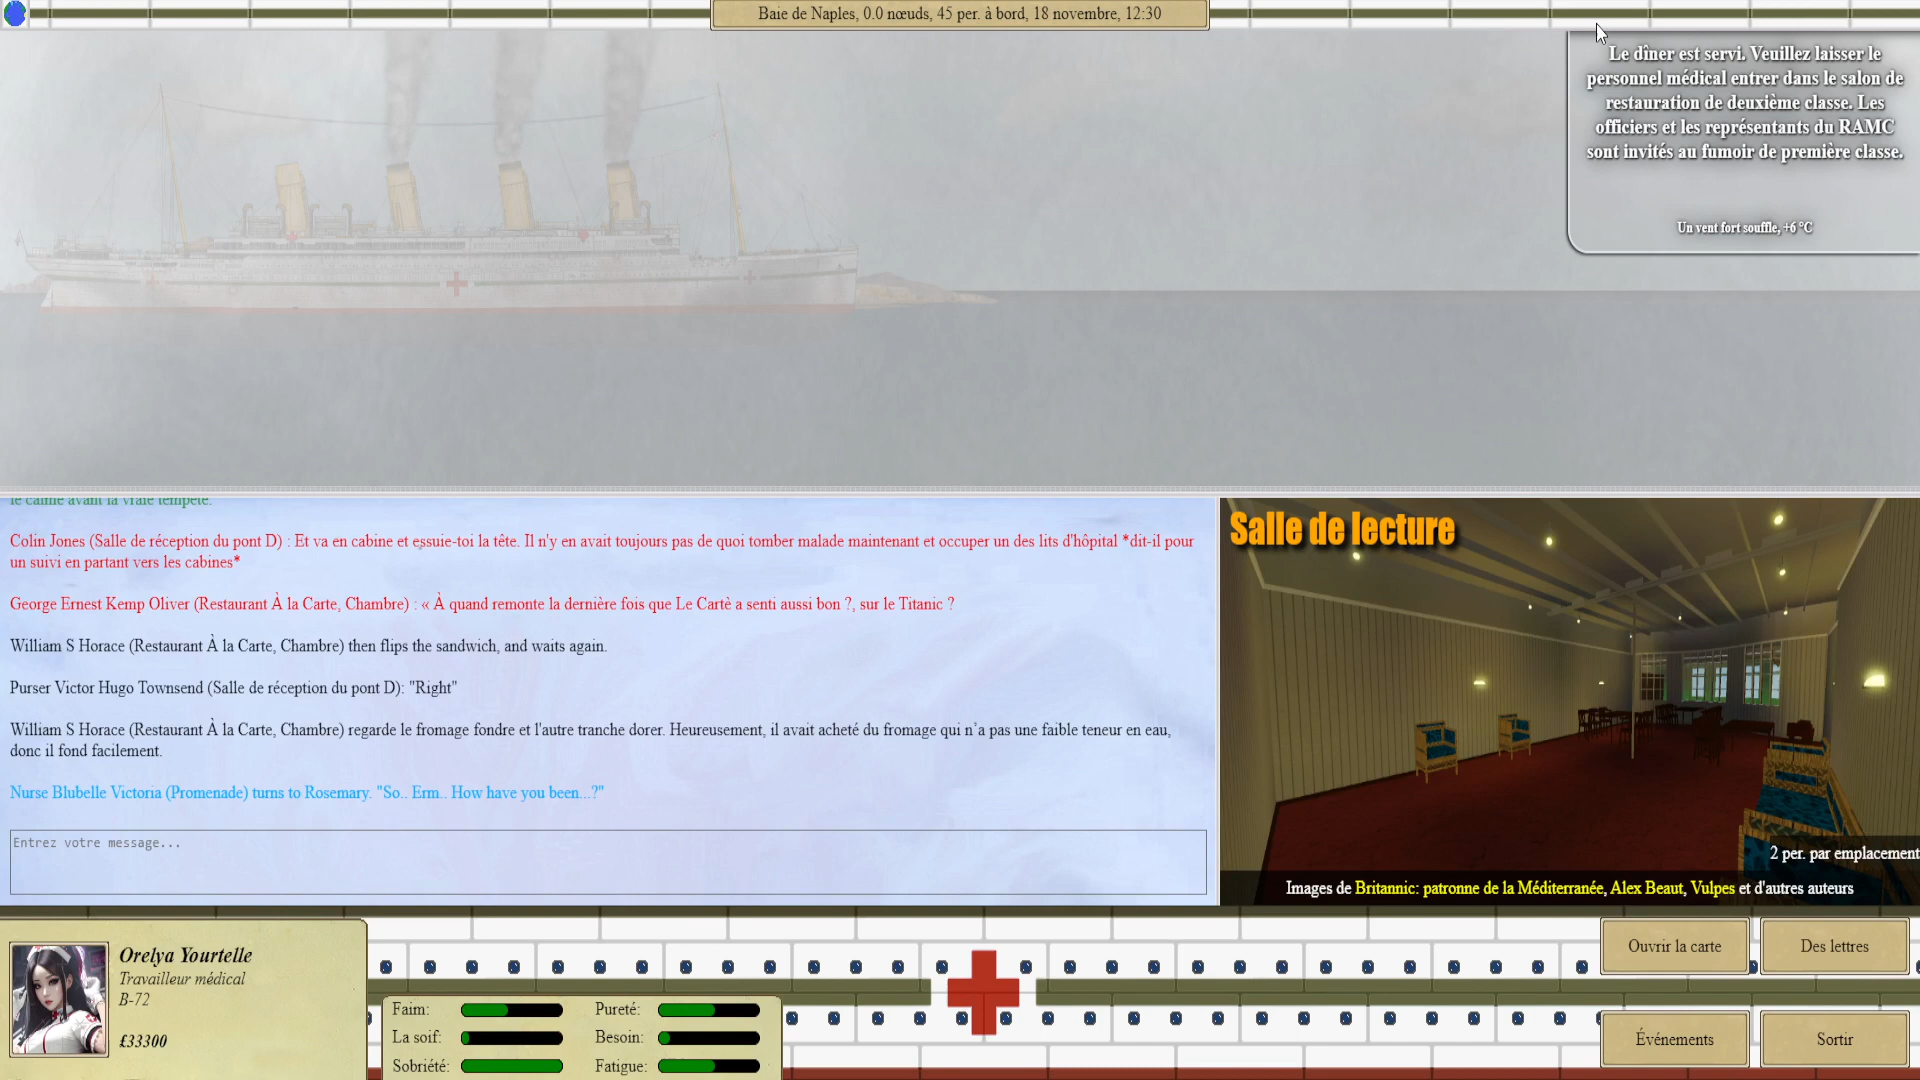 Baie de Naples, 0.0 nœuds, 45 per. à bord, 18 novembre, 12:30
Le dîner est servi. Veuillez laisser le
personnel médical entrer dans le salon de
restauration de deuxième classe. Les
officiers et les représentants du RAMC
sont invités au fumoir de première classe.
Un vent fort souffle, +6 °C
le calme avant la vraie tempête.
Colin Jones (Salle de réception du pont D) : Et va en cabine et essuie-toi la tête. Il n'y en avait toujours pas de quoi tomber malade maintenant et occuper un des lits d'hôpital *dit-il pour
un suivi en partant vers les cabines*
George Ernest Kemp Oliver (Restaurant À la Carte, Chambre) : « À quand remonte la dernière fois que Le Cartè a senti aussi bon ?, sur le Titanic ?
William S Horace (Restaurant À la Carte, Chambre) then flips the sandwich, and waits again.
Purser Victor Hugo Townsend (Salle de réception du pont D): "Right"
William S Horace (Restaurant À la Carte, Chambre) regarde le fromage fondre et l'autre tranche dorer. Heureusement, il avait acheté du fromage qui n’a pas une faible teneur en eau,
donc il fond facilement.
Nurse Blubelle Victoria (Promenade) turns to Rosemary. "So.. Erm.. How have you been...?"
Entrez votre message...
Salle de lecture
2 per. par emplacement
Images de Britannic: patronne de la Méditerranée, Alex Beaut, Vulpes et d'autres auteurs
Orelya Yourtelle
Travailleur médical
B-72
£33300
Faim:
Pureté:
La soif:
Besoin:
Sobriété:
Fatigue:
Ouvrir la carte
Des lettres
Événements
Sortir